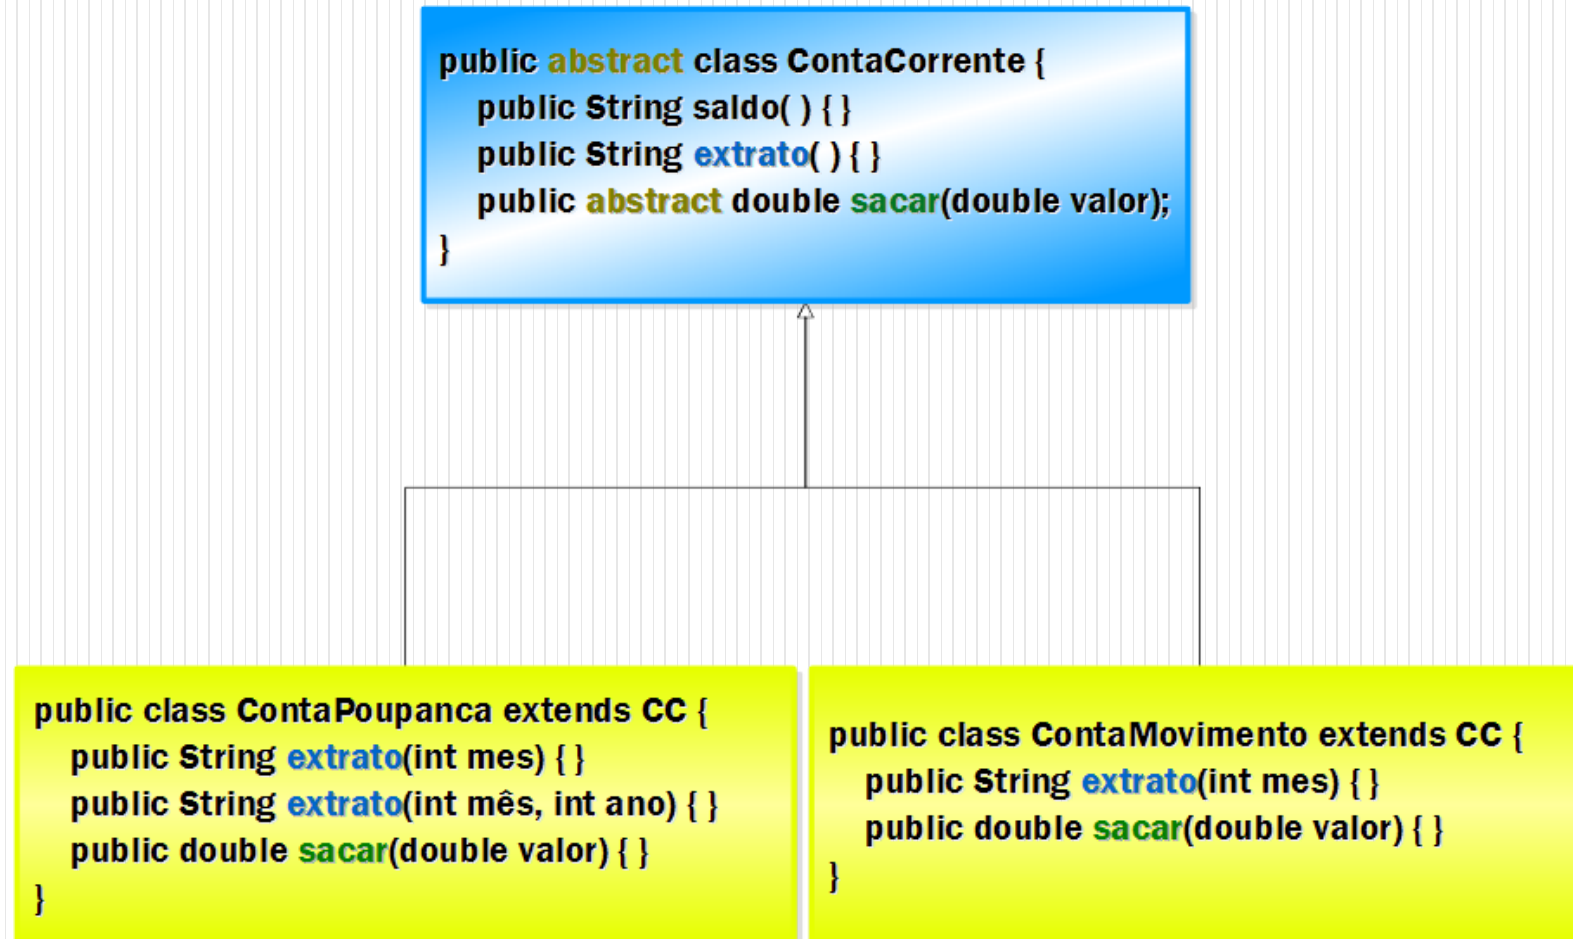 public abstract class ContaCorrente {
public String saldo( ) { }
public String extrato( ) { }
public abstract double sacar(double valor);
}
public class ContaPoupanca extends CC {
public String extrato(int mes) { }
public String extrato(int mês, int ano) { }
public double sacar(double valor) { }
}
public class ContaMovimento extends CC {
public String extrato(int mes) { }
public double sacar(double valor) { }
}